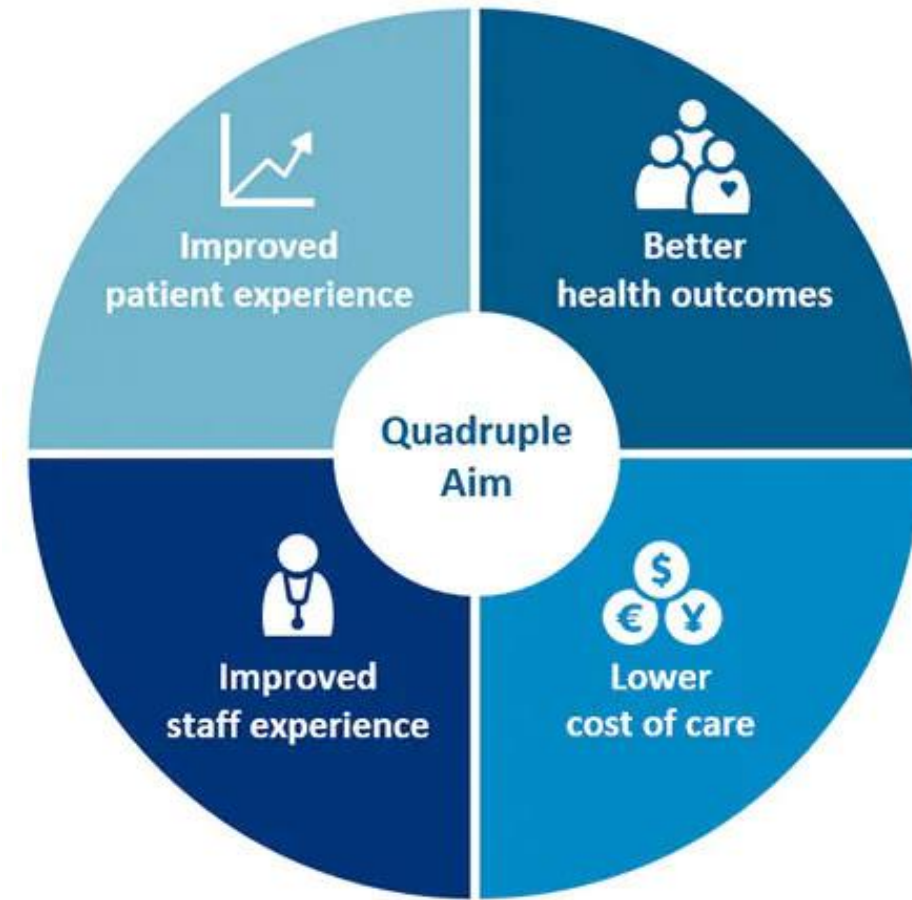 Improved
patient experience
Better
health outcomes
Quadruple
Aim
Improved
staff experience
$
€ ¥
Lower
cost of care